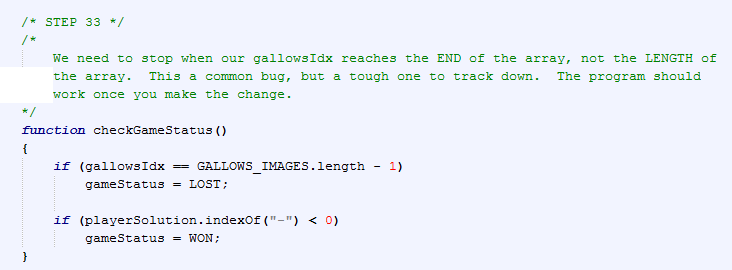 /* STEP 33 */
/*
We need to stop when our gallowsIdx reaches the END of the array, not the LENGTH of
the array.  This a common bug, but a tough one to track down.  The program should
work once you make the change.
*/
function checkGameStatus()
{
if (gallowsIdx == GALLOWS_IMAGES.length - 1)
gameStatus = LOST;
if (playerSolution.indexOf("-") < 0)
gameStatus = WON;
}